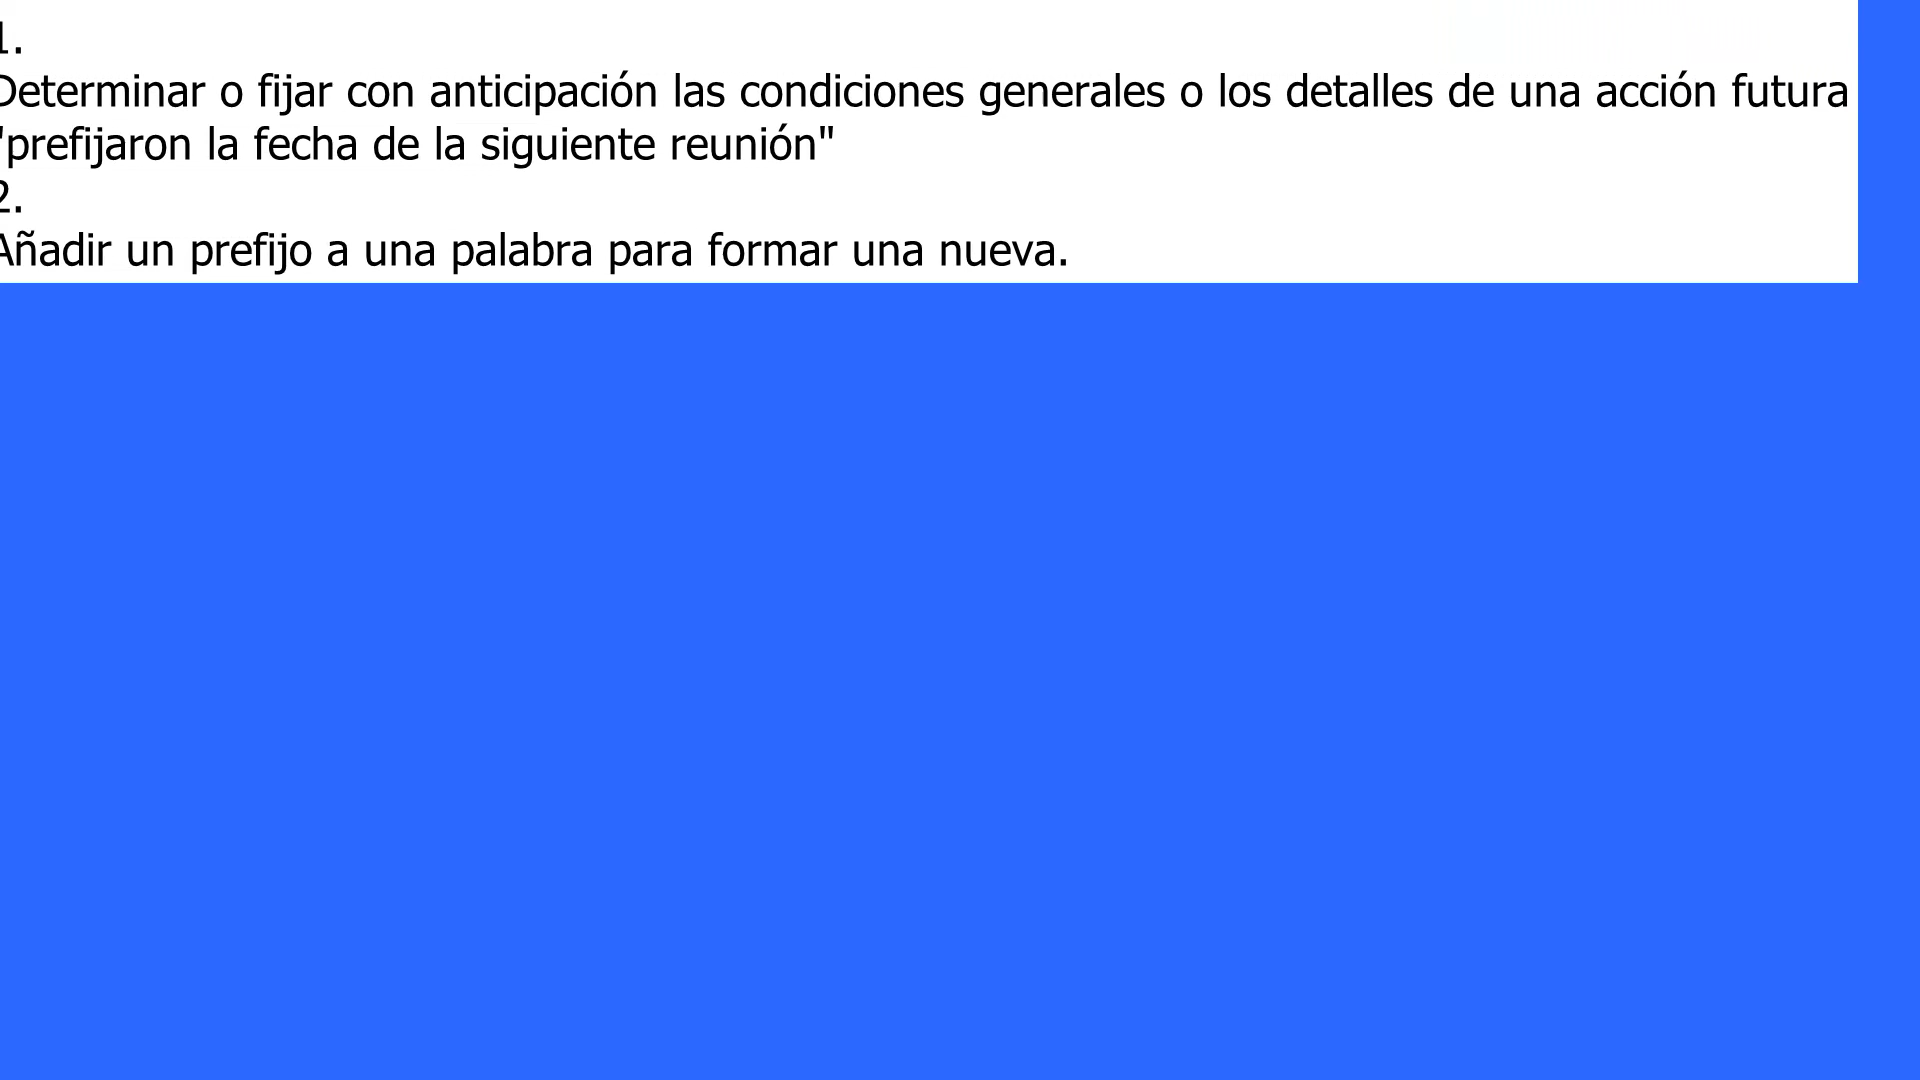 1.
Determinar o fijar con anticipación las condiciones generales o los detalles de una acción futura
"prefijaron la fecha de la siguiente reunión"
2.
Añadir un prefijo a una palabra para formar una nueva.